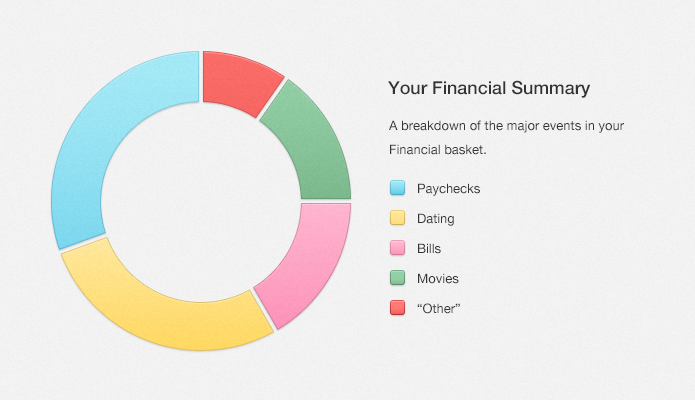 Your Financial Summary
A breakdown of the major events in your
Financial basket.
Paychecks
Dating
Bills
Movies
“Other”